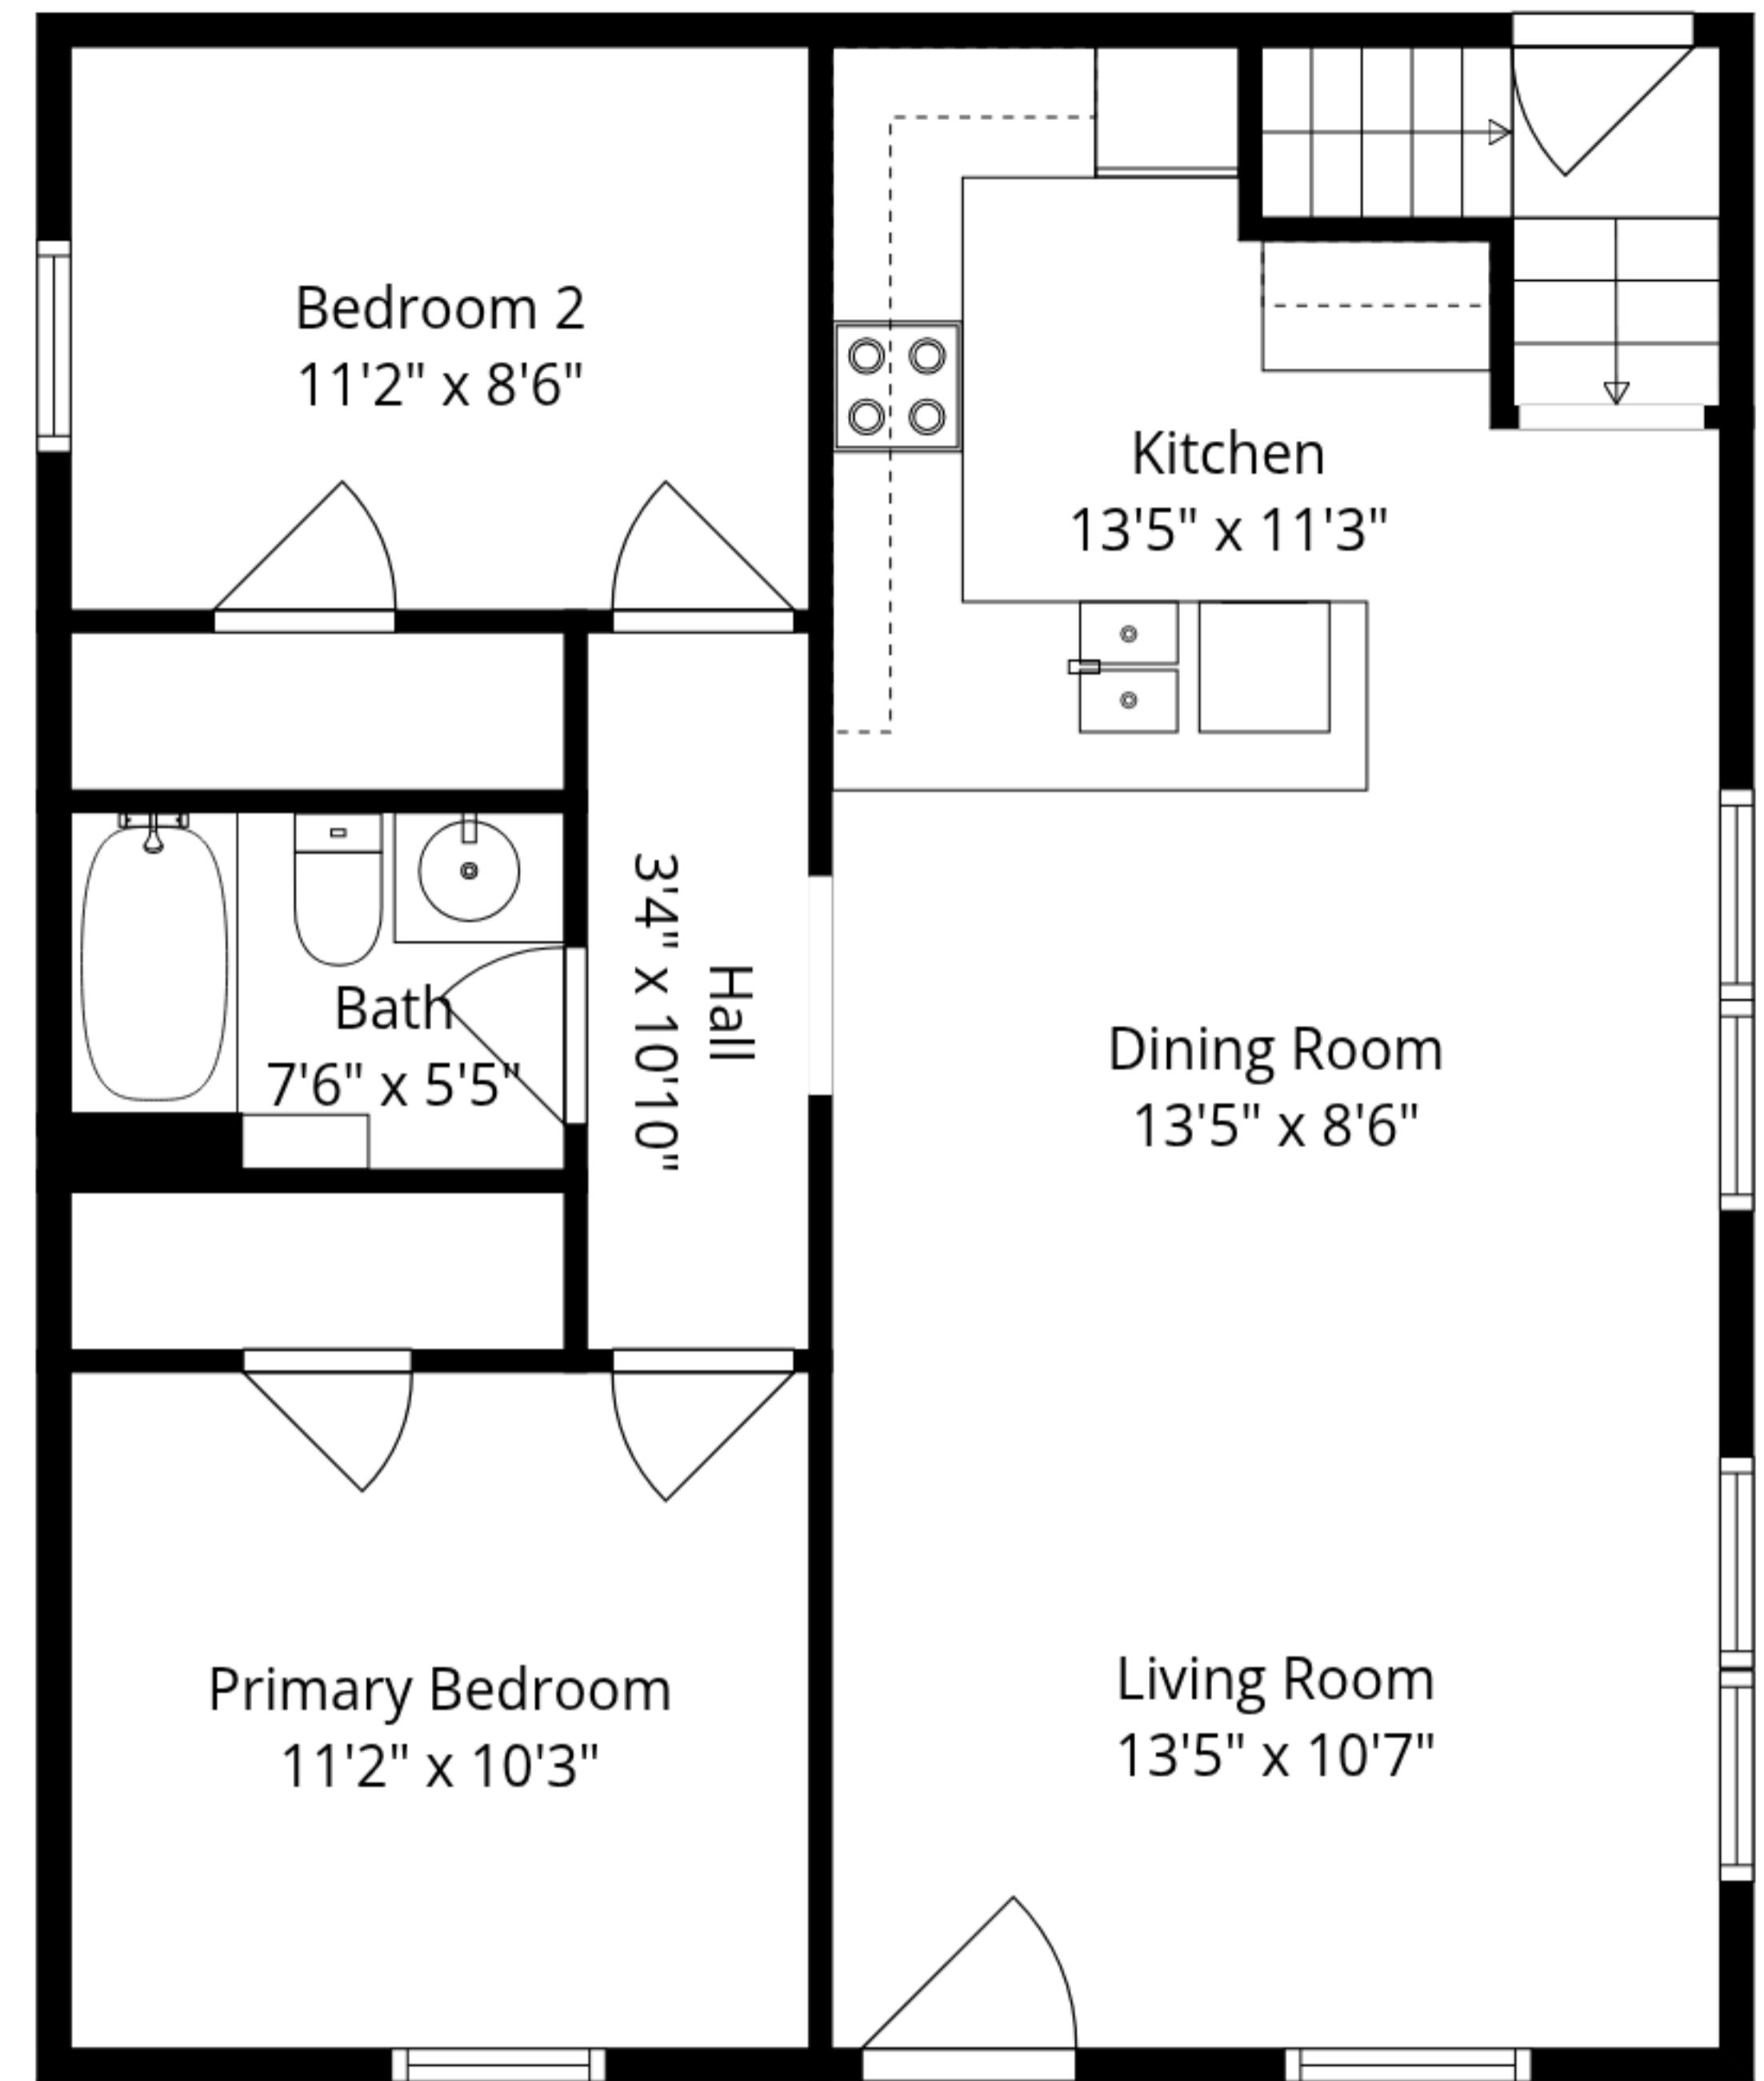 Bedroom 2
11'2" x 8'6"
Kitchen
13'5" x 11'3"
Bath
7'6" x 5'5"
Hall
3'4" x 10'10"
Dining Room
13'5" x 8'6"
Primary Bedroom
11'2" x 10'3"
Living Room
13'5" x 10'7"